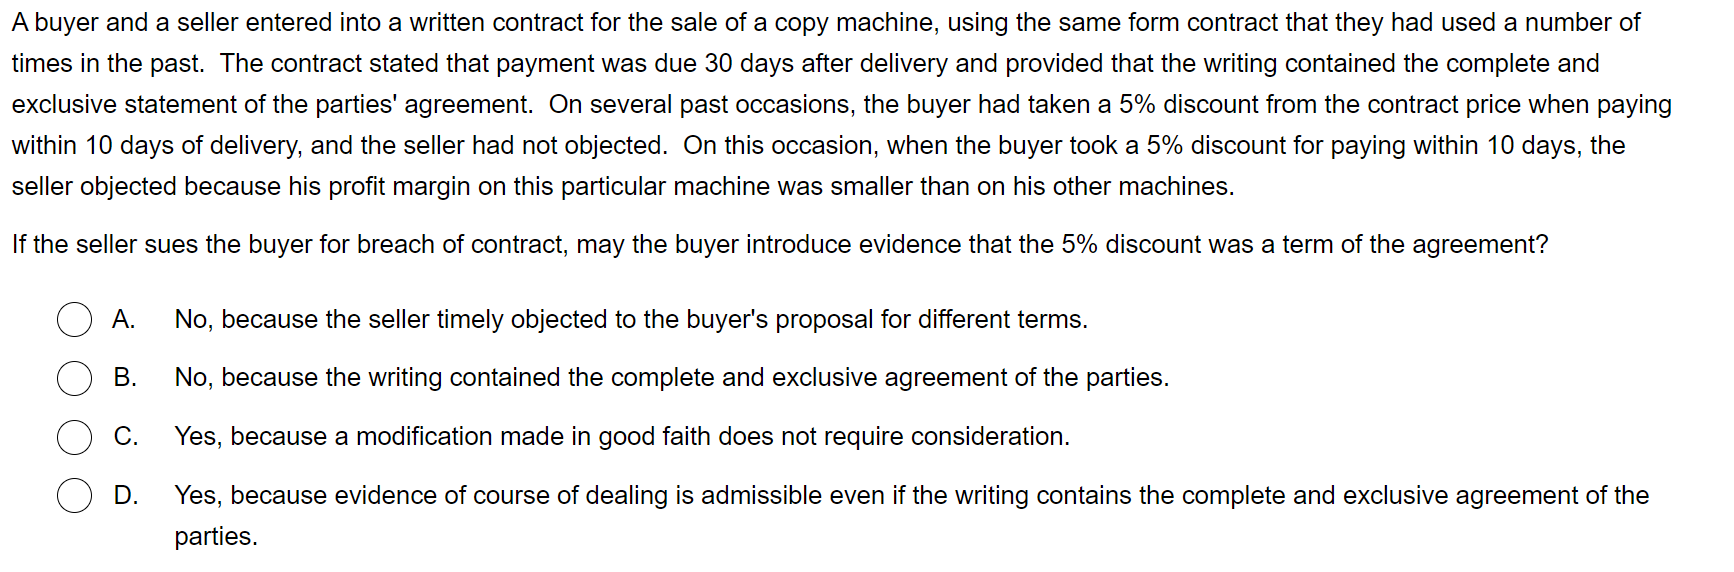 A buyer and a seller entered into a written contract for the sale of a copy machine, using the same form contract that they had used a number of
times in the past.  The contract stated that payment was due 30 days after delivery and provided that the writing contained the complete and
exclusive statement of the parties' agreement.  On several past occasions, the buyer had taken a 5% discount from the contract price when paying
within 10 days of delivery, and the seller had not objected.  On this occasion, when the buyer took a 5% discount for paying within 10 days, the
seller objected because his profit margin on this particular machine was smaller than on his other machines.
If the seller sues the buyer for breach of contract, may the buyer introduce evidence that the 5% discount was a term of the agreement?
A. No, because the seller timely objected to the buyer's proposal for different terms.
B. No, because the writing contained the complete and exclusive agreement of the parties.
C. Yes, because a modification made in good faith does not require consideration.
D. Yes, because evidence of course of dealing is admissible even if the writing contains the complete and exclusive agreement of the
parties.